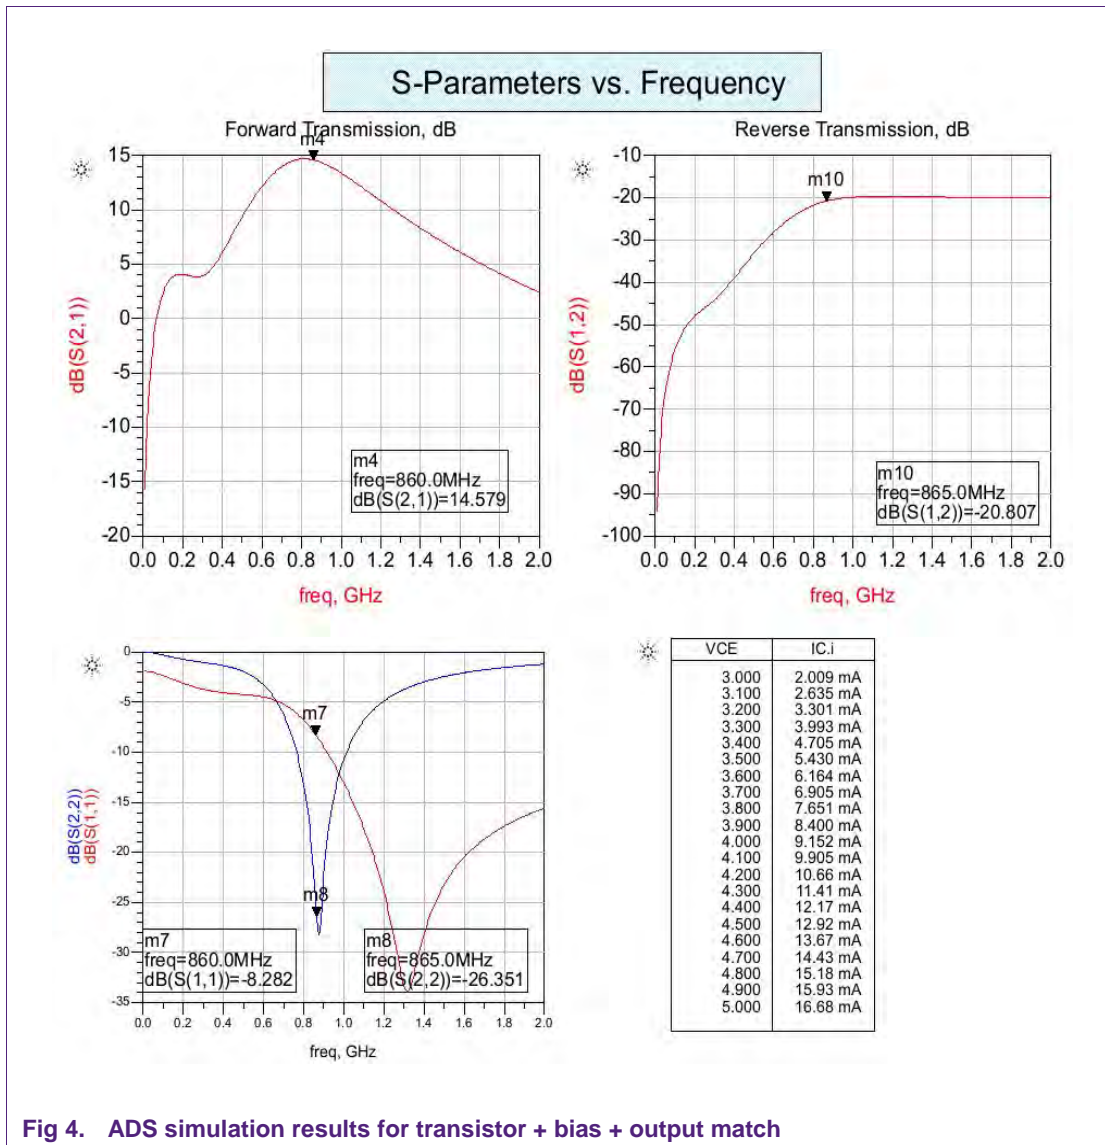 S-Parameters vs. Frequency
Forward Transmission, dB
m4
15
10
5
0
-5
-10
-15
-20
dB(S(2,1))
m4
freq=860.0MHz
dB(S(2,1))=14.579
0.0 0.2 0.4 0.6 0.8 1.0 1.2 1.4 1.6 1.8 2.0
freq, GHz
Reverse Transmission, dB
m10
-10
-20
-30
-40
-50
-60
-70
-80
-90
-100
dB(S(1,2))
m10
freq=865.0MHz
dB(S(1,2))=-20.807
0.0 0.2 0.4 0.6 0.8 1.0 1.2 1.4 1.6 1.8 2.0
freq, GHz
0
-5
-10
-15
-20
-25
-30
-35
dB(S(2,2))
dB(S(1,1))
m7
m8
m7
freq=860.0MHz
dB(S(1,1))=-8.282
m8
freq=865.0MHz
dB(S(2,2))=-26.351
0.0 0.2 0.4 0.6 0.8 1.0 1.2 1.4 1.6 1.8 2.0
freq, GHz
VCE IC.i
3.000 2.009 mA
3.100 2.635 mA
3.200 3.301 mA
3.300 3.993 mA
3.400 4.705 mA
3.500 5.430 mA
3.600 6.164 mA
3.700 6.905 mA
3.800 7.651 mA
3.900 8.400 mA
4.000 9.152 mA
4.100 9.905 mA
4.200 10.66 mA
4.300 11.41 mA
4.400 12.17 mA
4.500 12.92 mA
4.600 13.67 mA
4.700 14.43 mA
4.800 15.18 mA
4.900 15.93 mA
5.000 16.68 mA
Fig 4. ADS simulation results for transistor + bias + output match